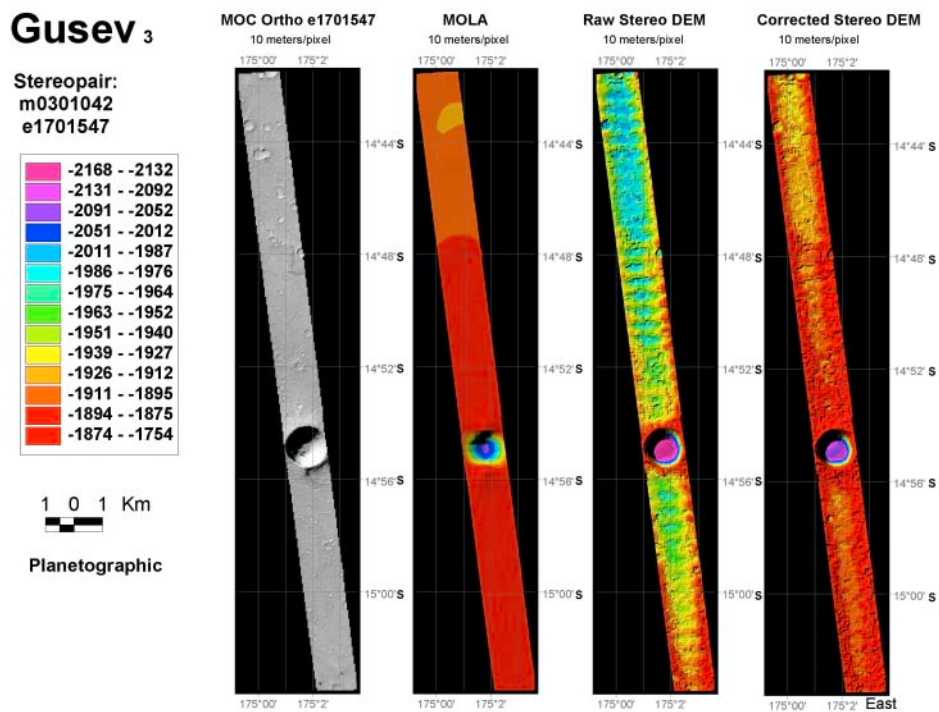 Gusev 3
Stereopair:
m0301042
e1701547
-2168 - -2132
-2131 - -2092
-2091 - -2052
-2051 - -2012
-2011 - -1987
-1986 - -1976
-1975 - -1964
-1963 - -1952
-1951 - -1940
-1939 - -1927
-1926 - -1912
-1911 - -1895
-1894 - -1875
-1874 - -1754
1 0 1 Km
Planetographic
MOC Ortho e1701547
10 meters/pixel
175°00' 175°2'
14°44'S
14°48'S
14°52'S
14°56'S
15°00'S
175°00' 175°2'
MOLA
10 meters/pixel
175°00' 175°2'
14°44'S
14°48'S
14°52'S
14°56'S
15°00'S
175°00' 175°2'
Raw Stereo DEM
10 meters/pixel
175°00' 175°2'
14°44'S
14°48'S
14°52'S
14°56'S
15°00'S
175°00' 175°2'
Corrected Stereo DEM
10 meters/pixel
175°00' 175°2'
14°44'S
14°48'S
14°52'S
14°56'S
15°00'S
175°00' 175°2' East